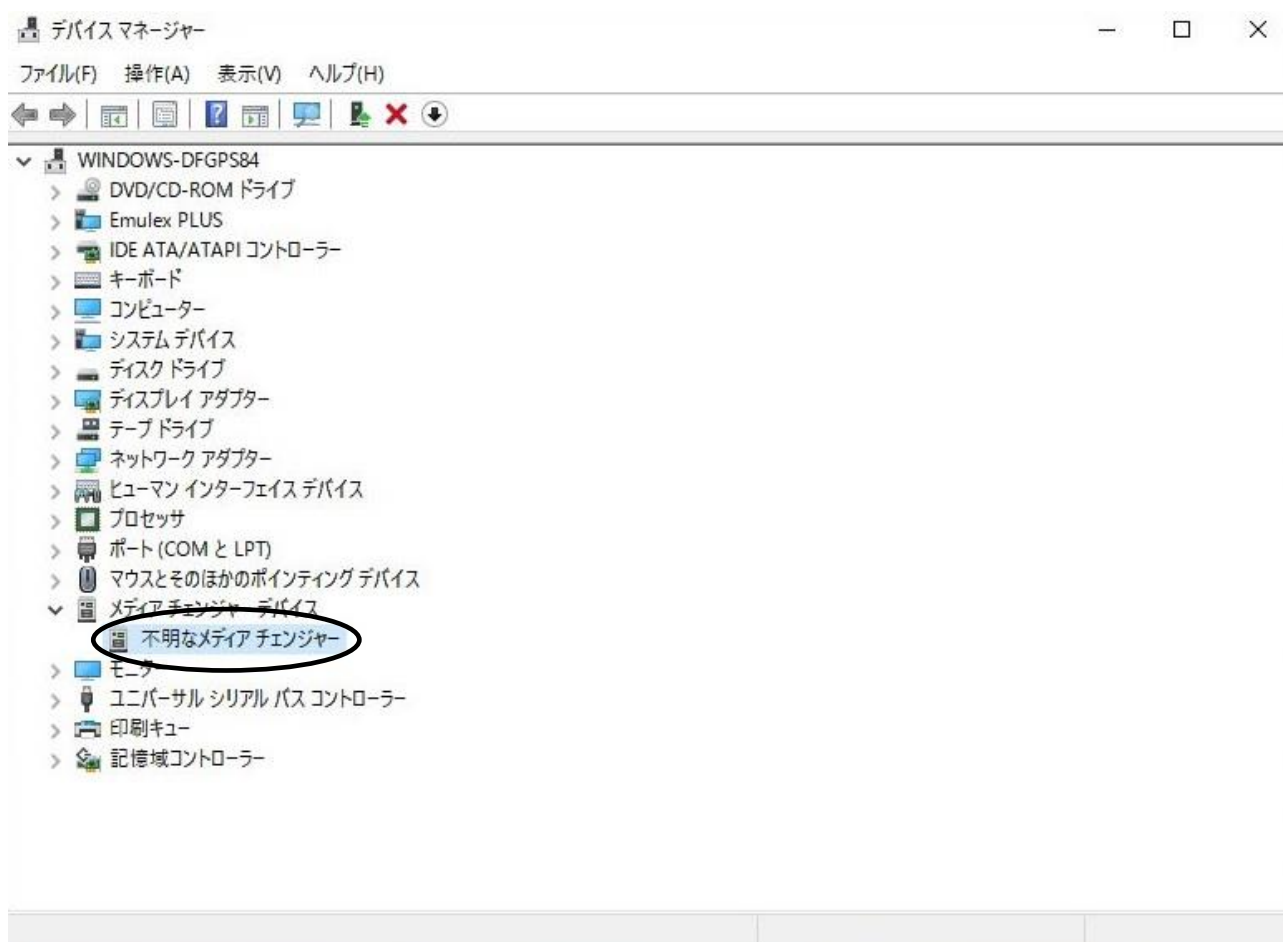 デバイス マネージャー
ファイル(F) 操作(A) 表示(V) ヘルプ(H)
WINDOWS-DFGPS84
DVD/CD-ROM ドライブ
Emulex PLUS
IDE ATA/ATAPI コントローラー
キーボード
コンピューター
システム デバイス
ディスク ドライブ
ディスプレイ アダプター
テープ ドライブ
ネットワーク アダプター
ヒューマン インターフェイス デバイス
プロセッサ
ポート (COM と LPT)
マウスとそのほかのポインティング デバイス
メディア チェンジャー デバイス
不明なメディア チェンジャー
モニター
ユニバーサル シリアル バス コントローラー
印刷キュー
記憶域コントローラー